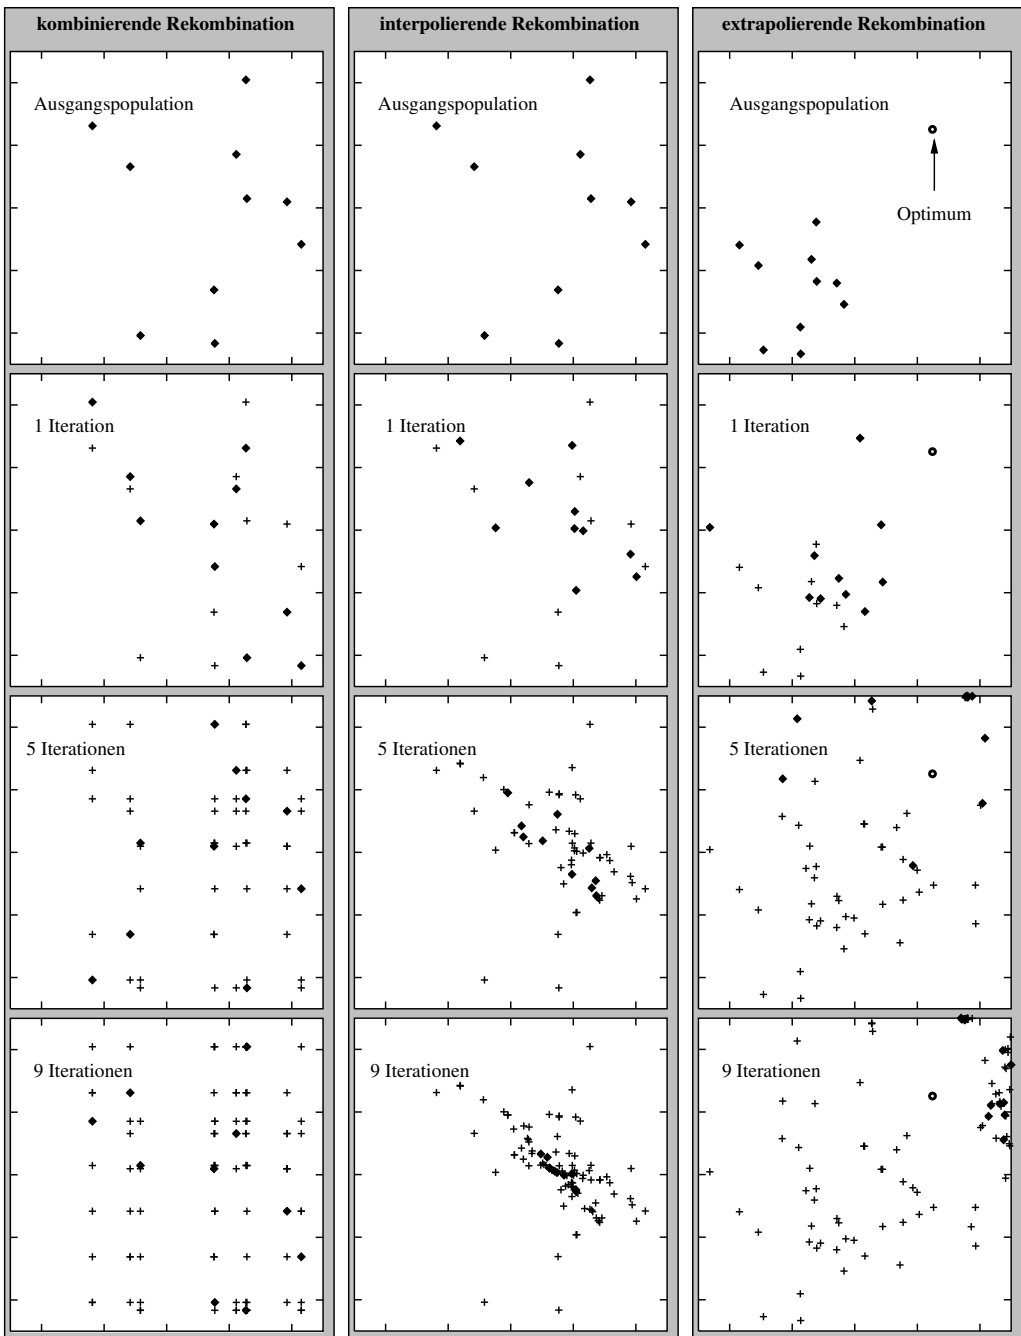 kombinierende Rekombination
interpolierende Rekombination
extrapolierende Rekombination
Ausgangspopulation
Ausgangspopulation
Ausgangspopulation
Optimum
1 Iteration
1 Iteration
1 Iteration
5 Iterationen
5 Iterationen
5 Iterationen
9 Iterationen
9 Iterationen
9 Iterationen